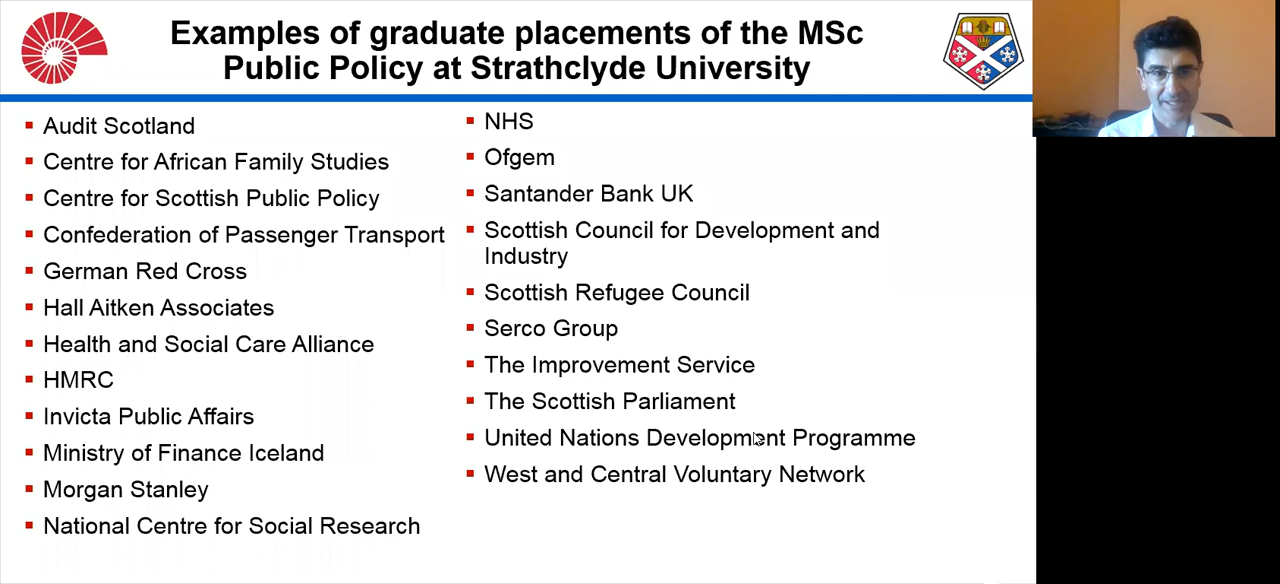 Examples of graduate placements of the MSc
Public Policy at Strathclyde University
Audit Scotland
Centre for African Family Studies
Centre for Scottish Public Policy
Confederation of Passenger Transport
German Red Cross
Hall Aitken Associates
Health and Social Care Alliance
HMRC
Invicta Public Affairs
Ministry of Finance Iceland
Morgan Stanley
National Centre for Social Research
NHS
Ofgem
Santander Bank UK
Scottish Council for Development and
Industry
Scottish Refugee Council
Serco Group
The Improvement Service
The Scottish Parliament
United Nations Development Programme
West and Central Voluntary Network